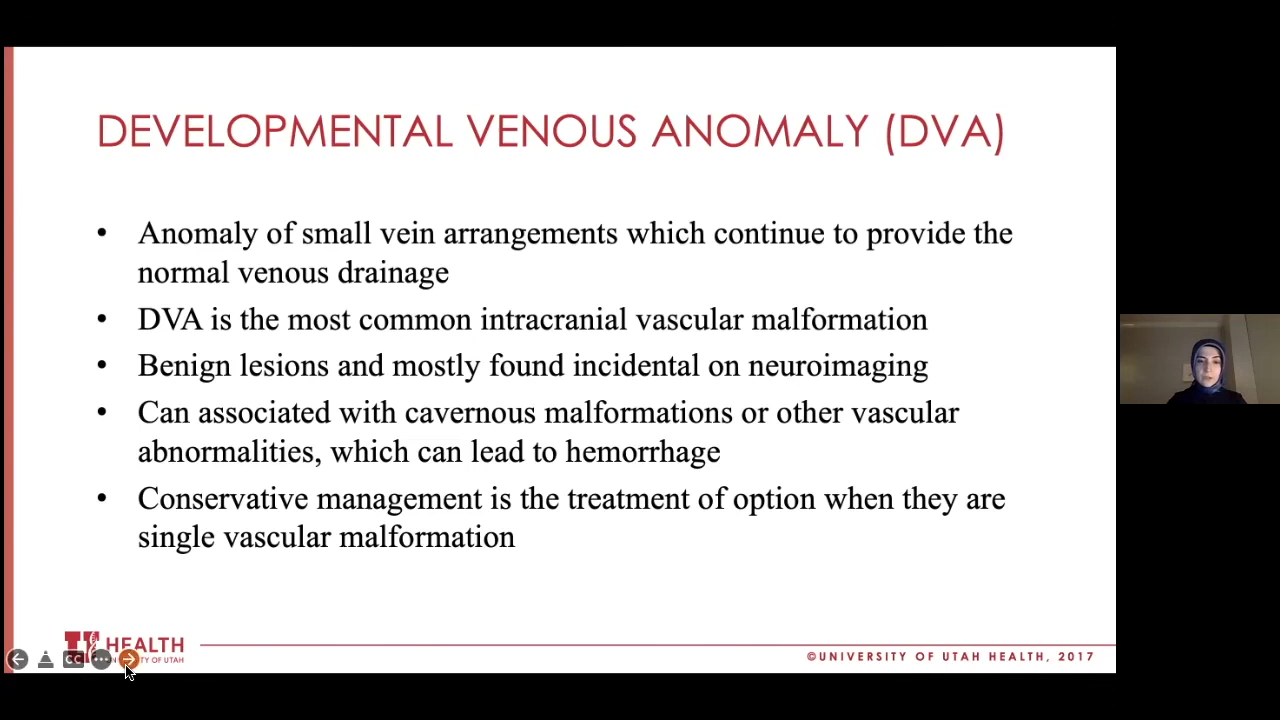 DEVELOPMENTAL VENOUS ANOMALY (DVA)
• Anomaly of small vein arrangements which continue to provide the
normal venous drainage
• DVA is the most common intracranial vascular malformation
• Benign lesions and mostly found incidental on neuroimaging
• Can associated with cavernous malformations or other vascular
abnormalities, which can lead to hemorrhage
• Conservative management is the treatment of option when they are
single vascular malformation
HEALTH
OF UTAH
CC
©UNIVERSITY OF UTAH HEALTH, 2017